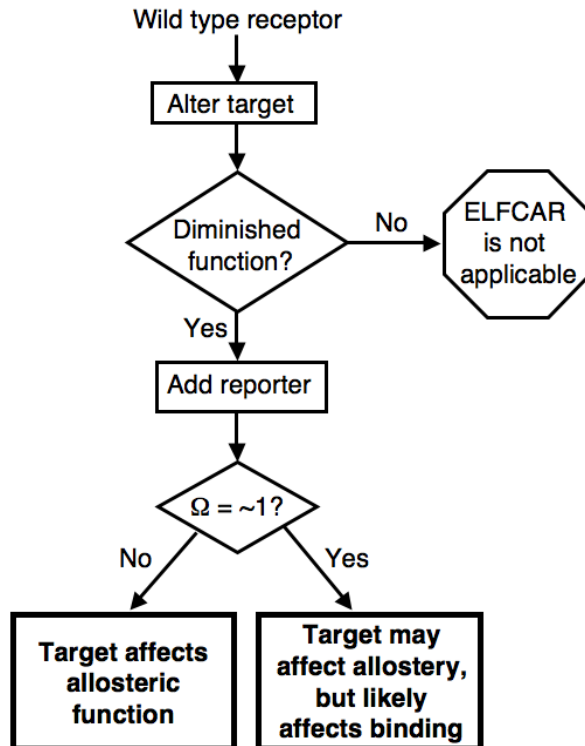 Wild type receptor
Alter target
Diminished
function?
No
ELFCAR
is not
applicable
Yes
Add reporter
Ω = ~1?
No
Yes
Target affects
allosteric
function
Target may
affect allostery,
but likely
affects binding